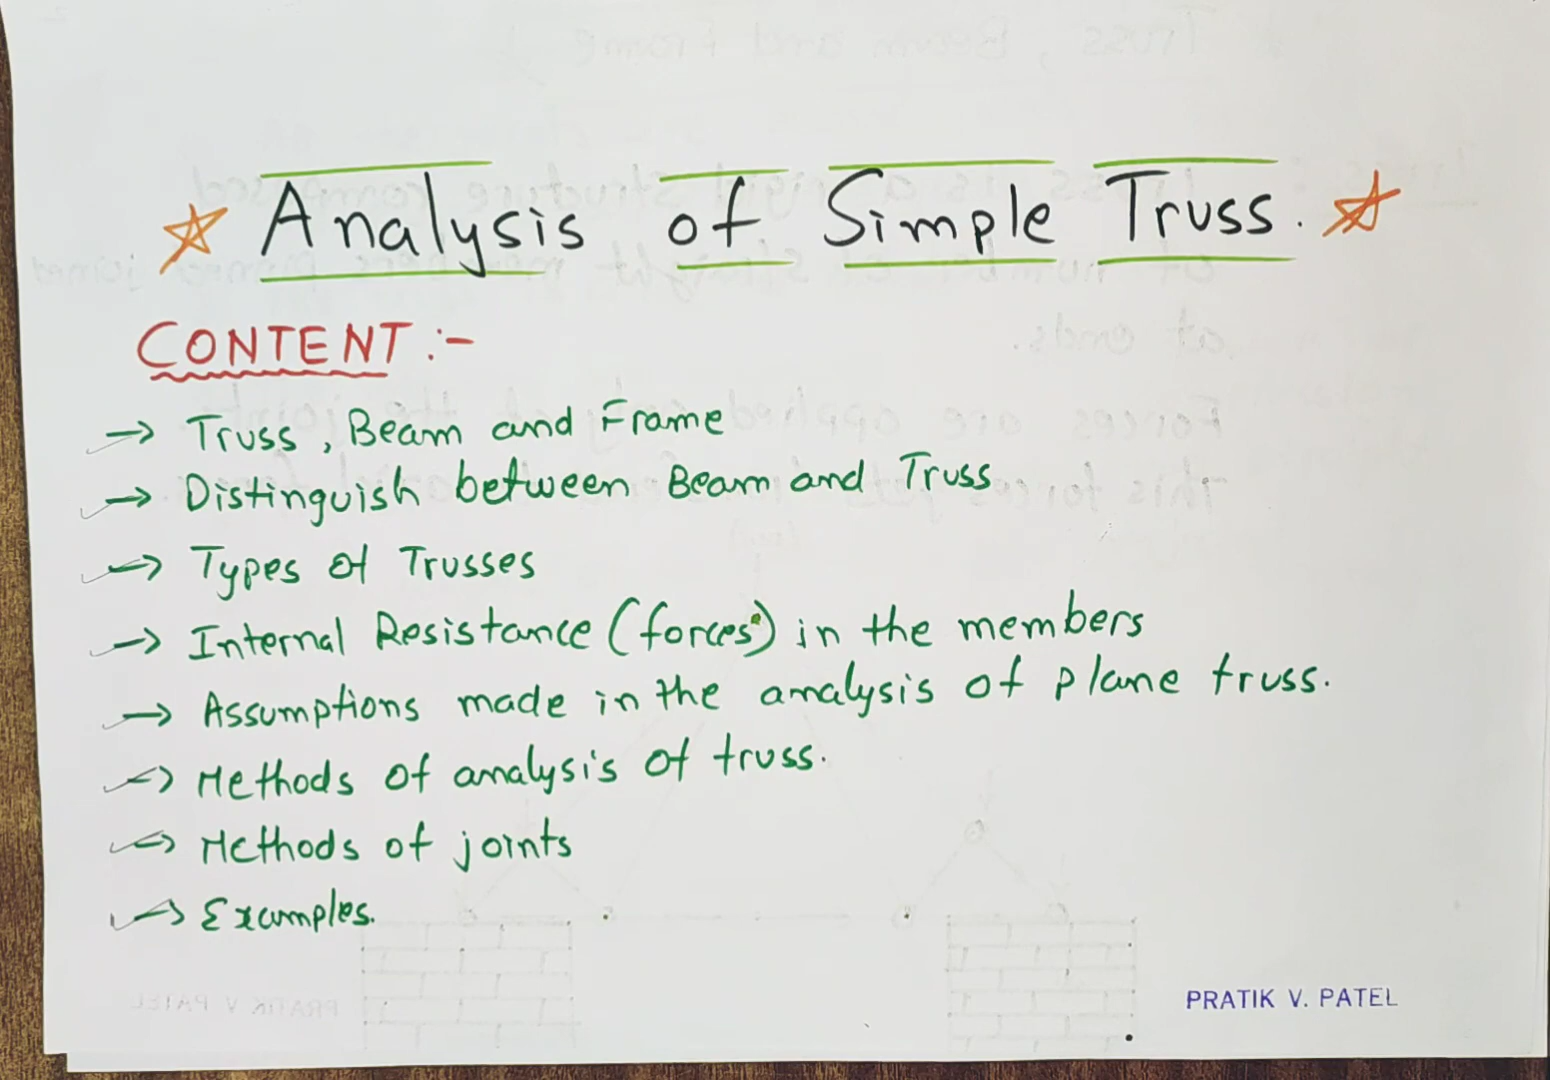 Analysis of Simple Truss.
CONTENT :-
→ Truss, Beam and Frame
→ Distinguish between Beam and Truss
→ Types of Trusses
→ Internal Resistance (forces) in the members
→ Assumptions made in the analysis of plane truss.
→ Methods of analysis of truss.
→ Methods of joints
→ Examples.
PRATIK V. PATEL